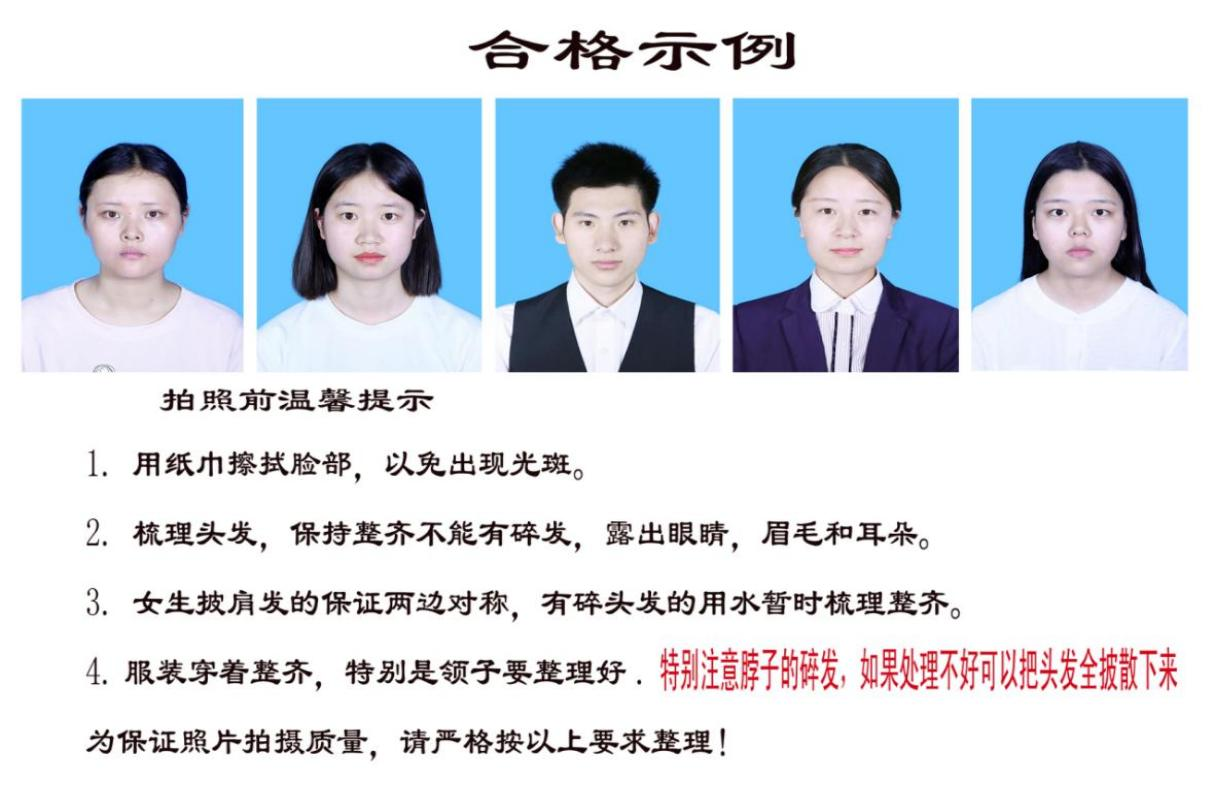 合格示例
拍照前温馨提示
1. 用纸巾擦拭脸部，以免出现光斑。
2. 梳理头发，保持整齐不能有碎发，露出眼睛，眉毛和耳朵。
3. 女生披肩发的保证两边对称，有碎头发的用水暂时梳理整齐。
4. 服装穿着整齐，特别是领子要整理好．特别注意脖子的碎发，如果处理不好可以把头发全披散下来
为保证照片拍摄质量，请严格按以上要求整理！